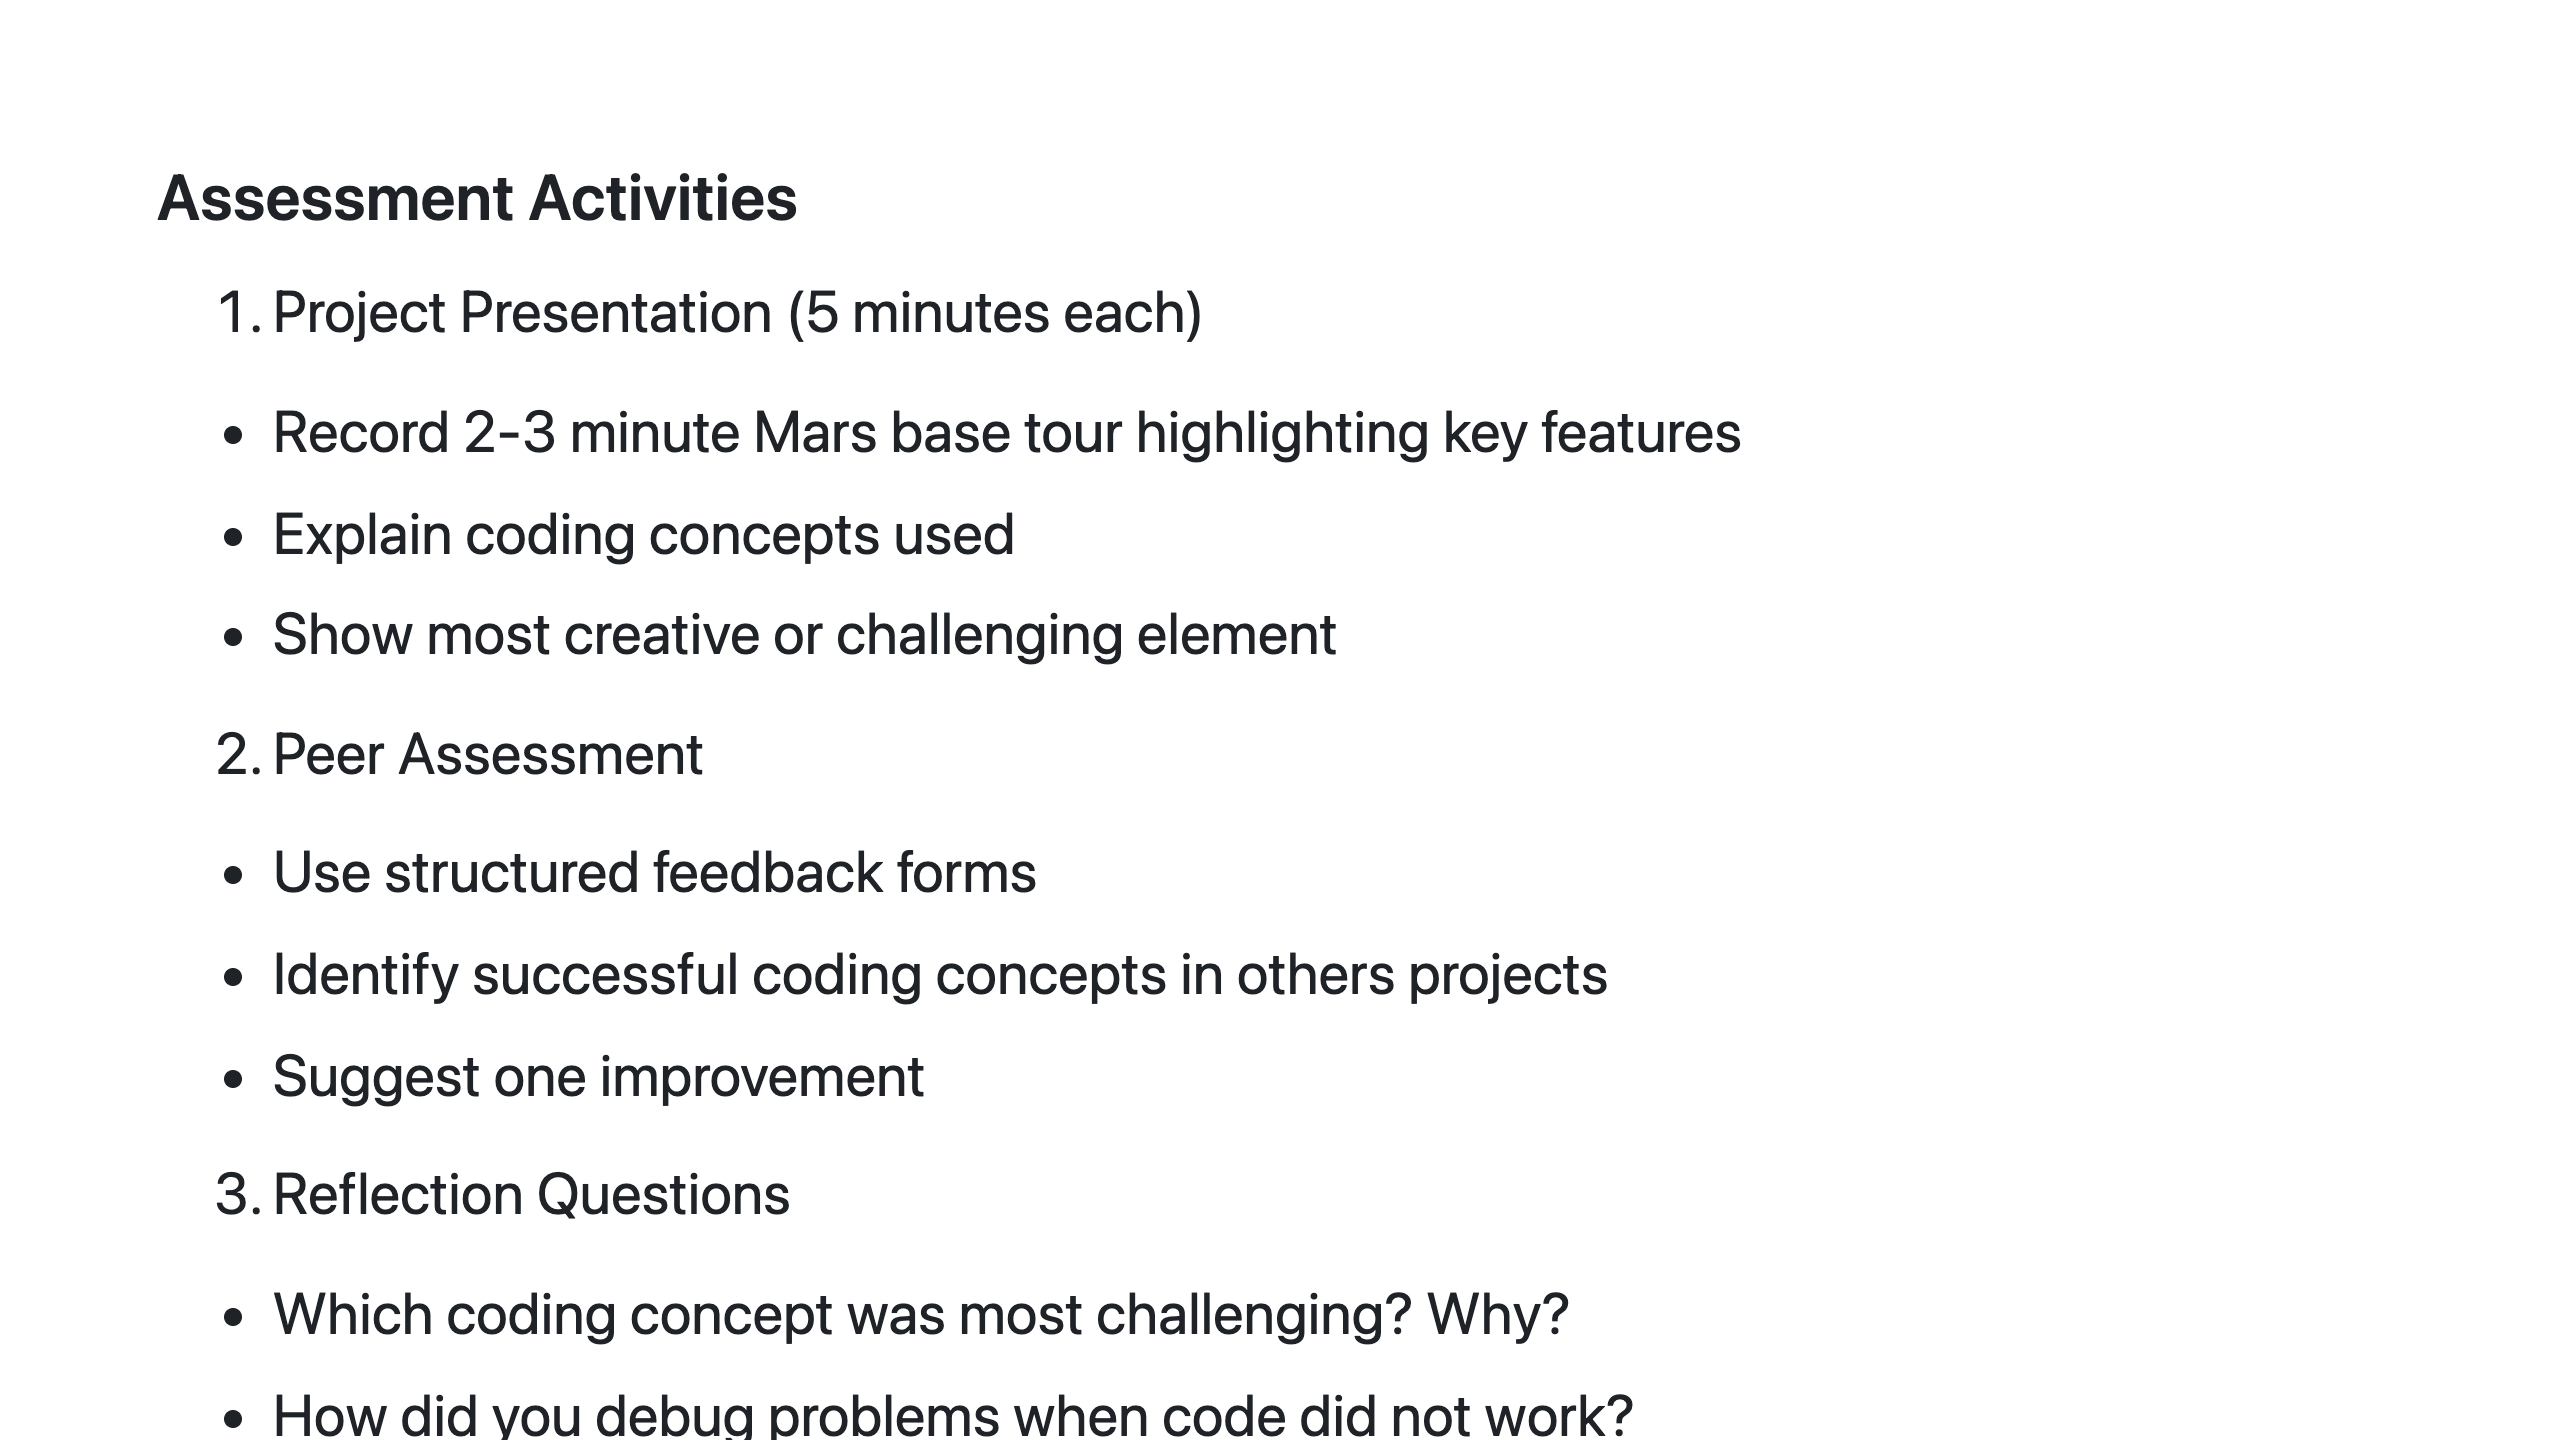 Assessment Activities
1. Project Presentation (5 minutes each)
• Record 2-3 minute Mars base tour highlighting key features
• Explain coding concepts used
• Show most creative or challenging element
2. Peer Assessment
• Use structured feedback forms
• Identify successful coding concepts in others projects
• Suggest one improvement
3. Reflection Questions
• Which coding concept was most challenging? Why?
• How did you debug problems when code did not work?